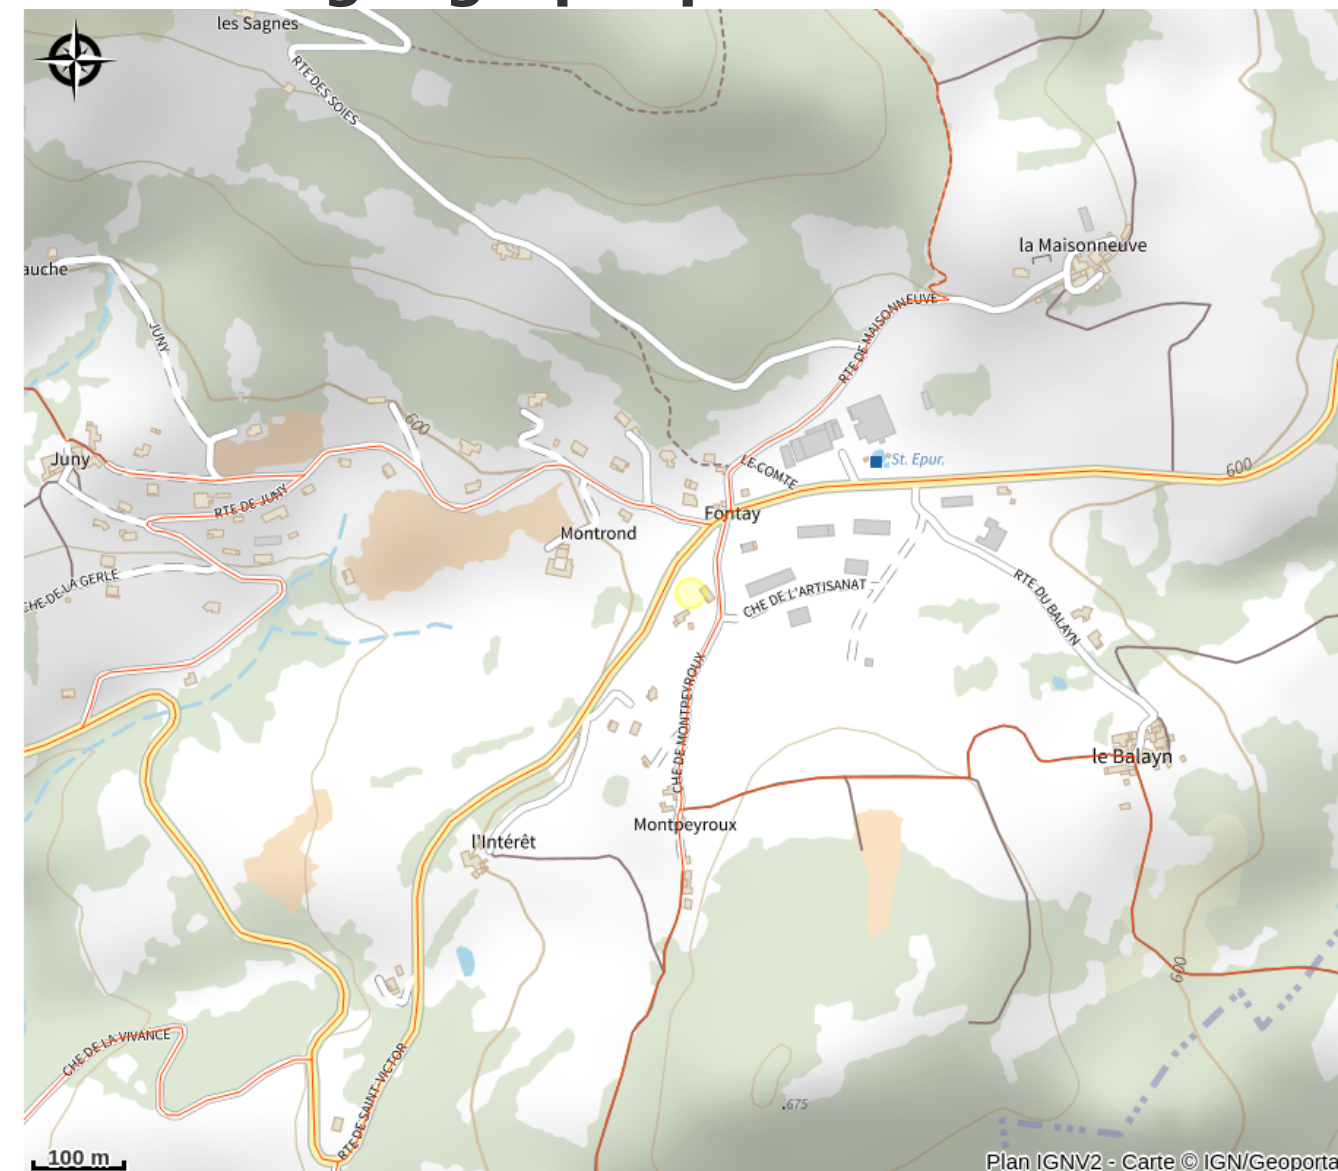 les Sagnes
RTE DES SOIES
la Maisonneuve
auche
RTE DE MAISONNEUVE
JUNY
600
Juny
LE COMTE
St. Epur.
600
RTE DE JUNY
Fontay
Montrond
CHE DE LA GERLE
CHE DE L'ARTISANAT
RTE DU BALAYN
CHE DE MONTPEYROUX
le Balayn
Montpeyroux
l'Intérêt
600
CHE DE LA VIVANCE
RTE DE SAINT-VICTOR
.675
100 m
Plan IGNV2 - Carte © IGN/Geoporta